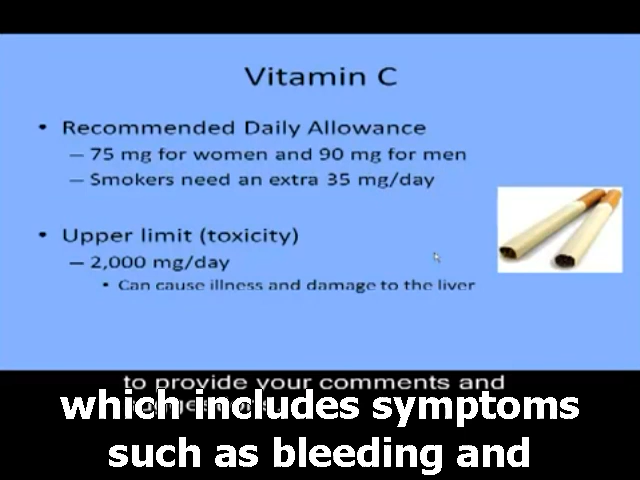 Vitamin C
• Recommended Daily Allowance
– 75 mg for women and 90 mg for men
– Smokers need an extra 35 mg/day
• Upper limit (toxicity)
– 2,000 mg/day
• Can cause illness and damage to the liver
to provide your comments and
which includes symptoms
such as bleeding and